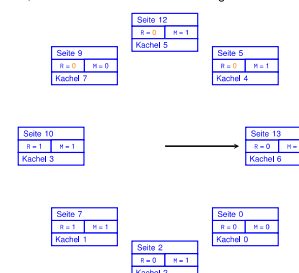 Seite 12
R = 0 M = 1
Kachel 5
Seite 9
R = 0 M = 0
Kachel 7
Seite 5
R = 0 M = 1
Kachel 4
Seite 10
R = 1 M = 1
Kachel 3
Seite 13
R = 0 M =
Kachel 6
Seite 7
R = 1 M = 1
Kachel 1
Seite 0
R = 0 M = 0
Kachel 0
Seite 2
R = 0 M = 1
Kachel 2